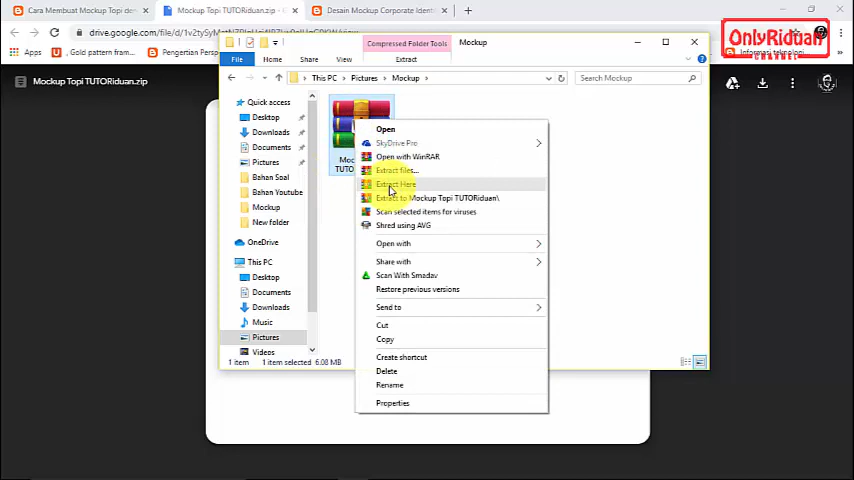 Cara Membuat Mockup Topi den
Mockup Topi TUTORiduan.zip -
Desain Mockup Corporate Identi
drive.google.com/file/d/
Apps
Gold pattern fram...
Pengertian Perspe
Informasi teknologi
OnlyRiduan
CHANNEL
Mockup Topi TUTORiduan.zip
Compressed Folder Tools
Mockup
File
Home
Share
View
Extract
This PC
Pictures
Mockup
Search Mockup
Quick access
Desktop
Downloads
Documents
Pictures
Bahan Soal
Bahan Youtube
Mockup
New folder
OneDrive
This PC
Desktop
Documents
Downloads
Music
Pictures
Videos
Moc
TUTO
Open
SkyDrive Pro
Open with WinRAR
Extract files...
Extract Here
Extract to Mockup Topi TUTORiduan\
Scan selected items for viruses
Shred using AVG
Open with
Share with
Scan With Smadav
Restore previous versions
Send to
Cut
Copy
Create shortcut
Delete
Rename
Properties
1 item
1 item selected 6.08 MB